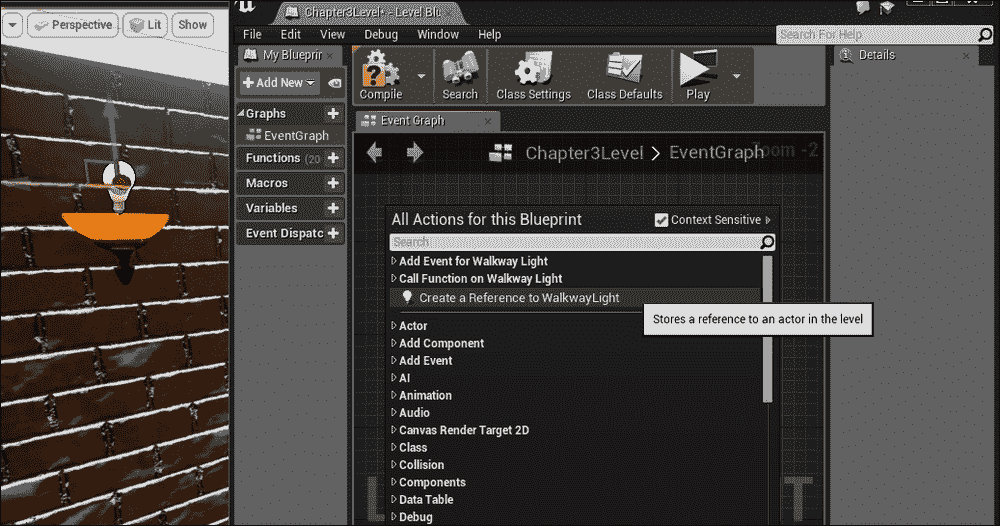 Chapter3Level* - Level Blu
Perspective
Lit
Show
File Edit View Debug Window Help
Search For Help
My Blueprin
Details
Add New
Compile
Search
Class Settings
Class Defaults
Play
Graphs
EventGraph
Functions (20
Macros
Variables
Event Dispatc
Event Graph
Chapter3Level > EventGraph
Zoom -2
All Actions for this Blueprint
Context Sensitive
Search
Add Event for Walkway Light
Call Function on Walkway Light
Create a Reference to WalkwayLight
Stores a reference to an actor in the level
Actor
Add Component
Add Event
AI
Animation
Audio
Canvas Render Target 2D
Class
Collision
Components
Data Table
Debug